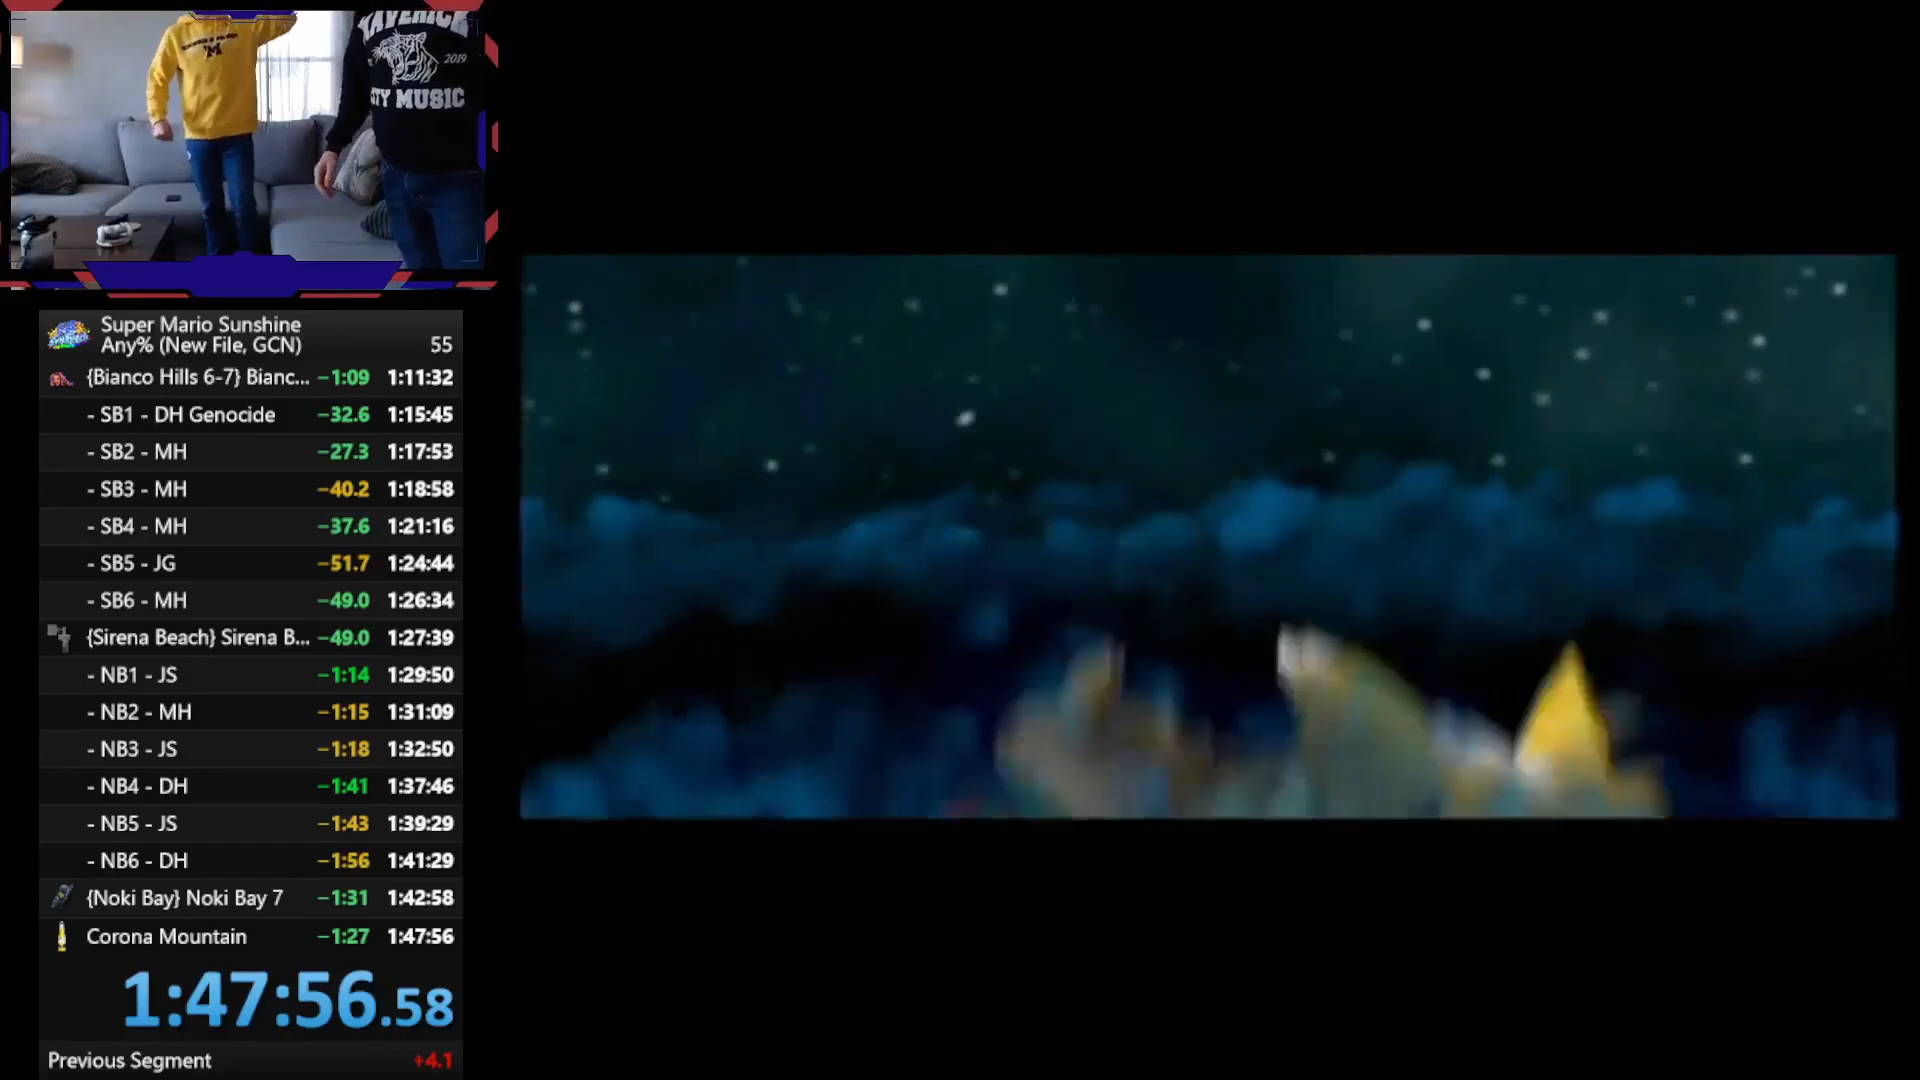 MAVERICK
2019
CITY MUSIC
M
Super Mario Sunshine
Any% (New File, GCN) 55
{Bianco Hills 6-7} Bianc... −1:09 1:11:32
- SB1 - DH Genocide −32.6 1:15:45
- SB2 - MH −27.3 1:17:53
- SB3 - MH −40.2 1:18:58
- SB4 - MH −37.6 1:21:16
- SB5 - JG −51.7 1:24:44
- SB6 - MH −49.0 1:26:34
{Sirena Beach} Sirena B... −49.0 1:27:39
- NB1 - JS −1:14 1:29:50
- NB2 - MH −1:15 1:31:09
- NB3 - JS −1:18 1:32:50
- NB4 - DH −1:41 1:37:46
- NB5 - JS −1:43 1:39:29
- NB6 - DH −1:56 1:41:29
{Noki Bay} Noki Bay 7 −1:31 1:42:58
Corona Mountain −1:27 1:47:56
1:47:56.58
Previous Segment +4.1